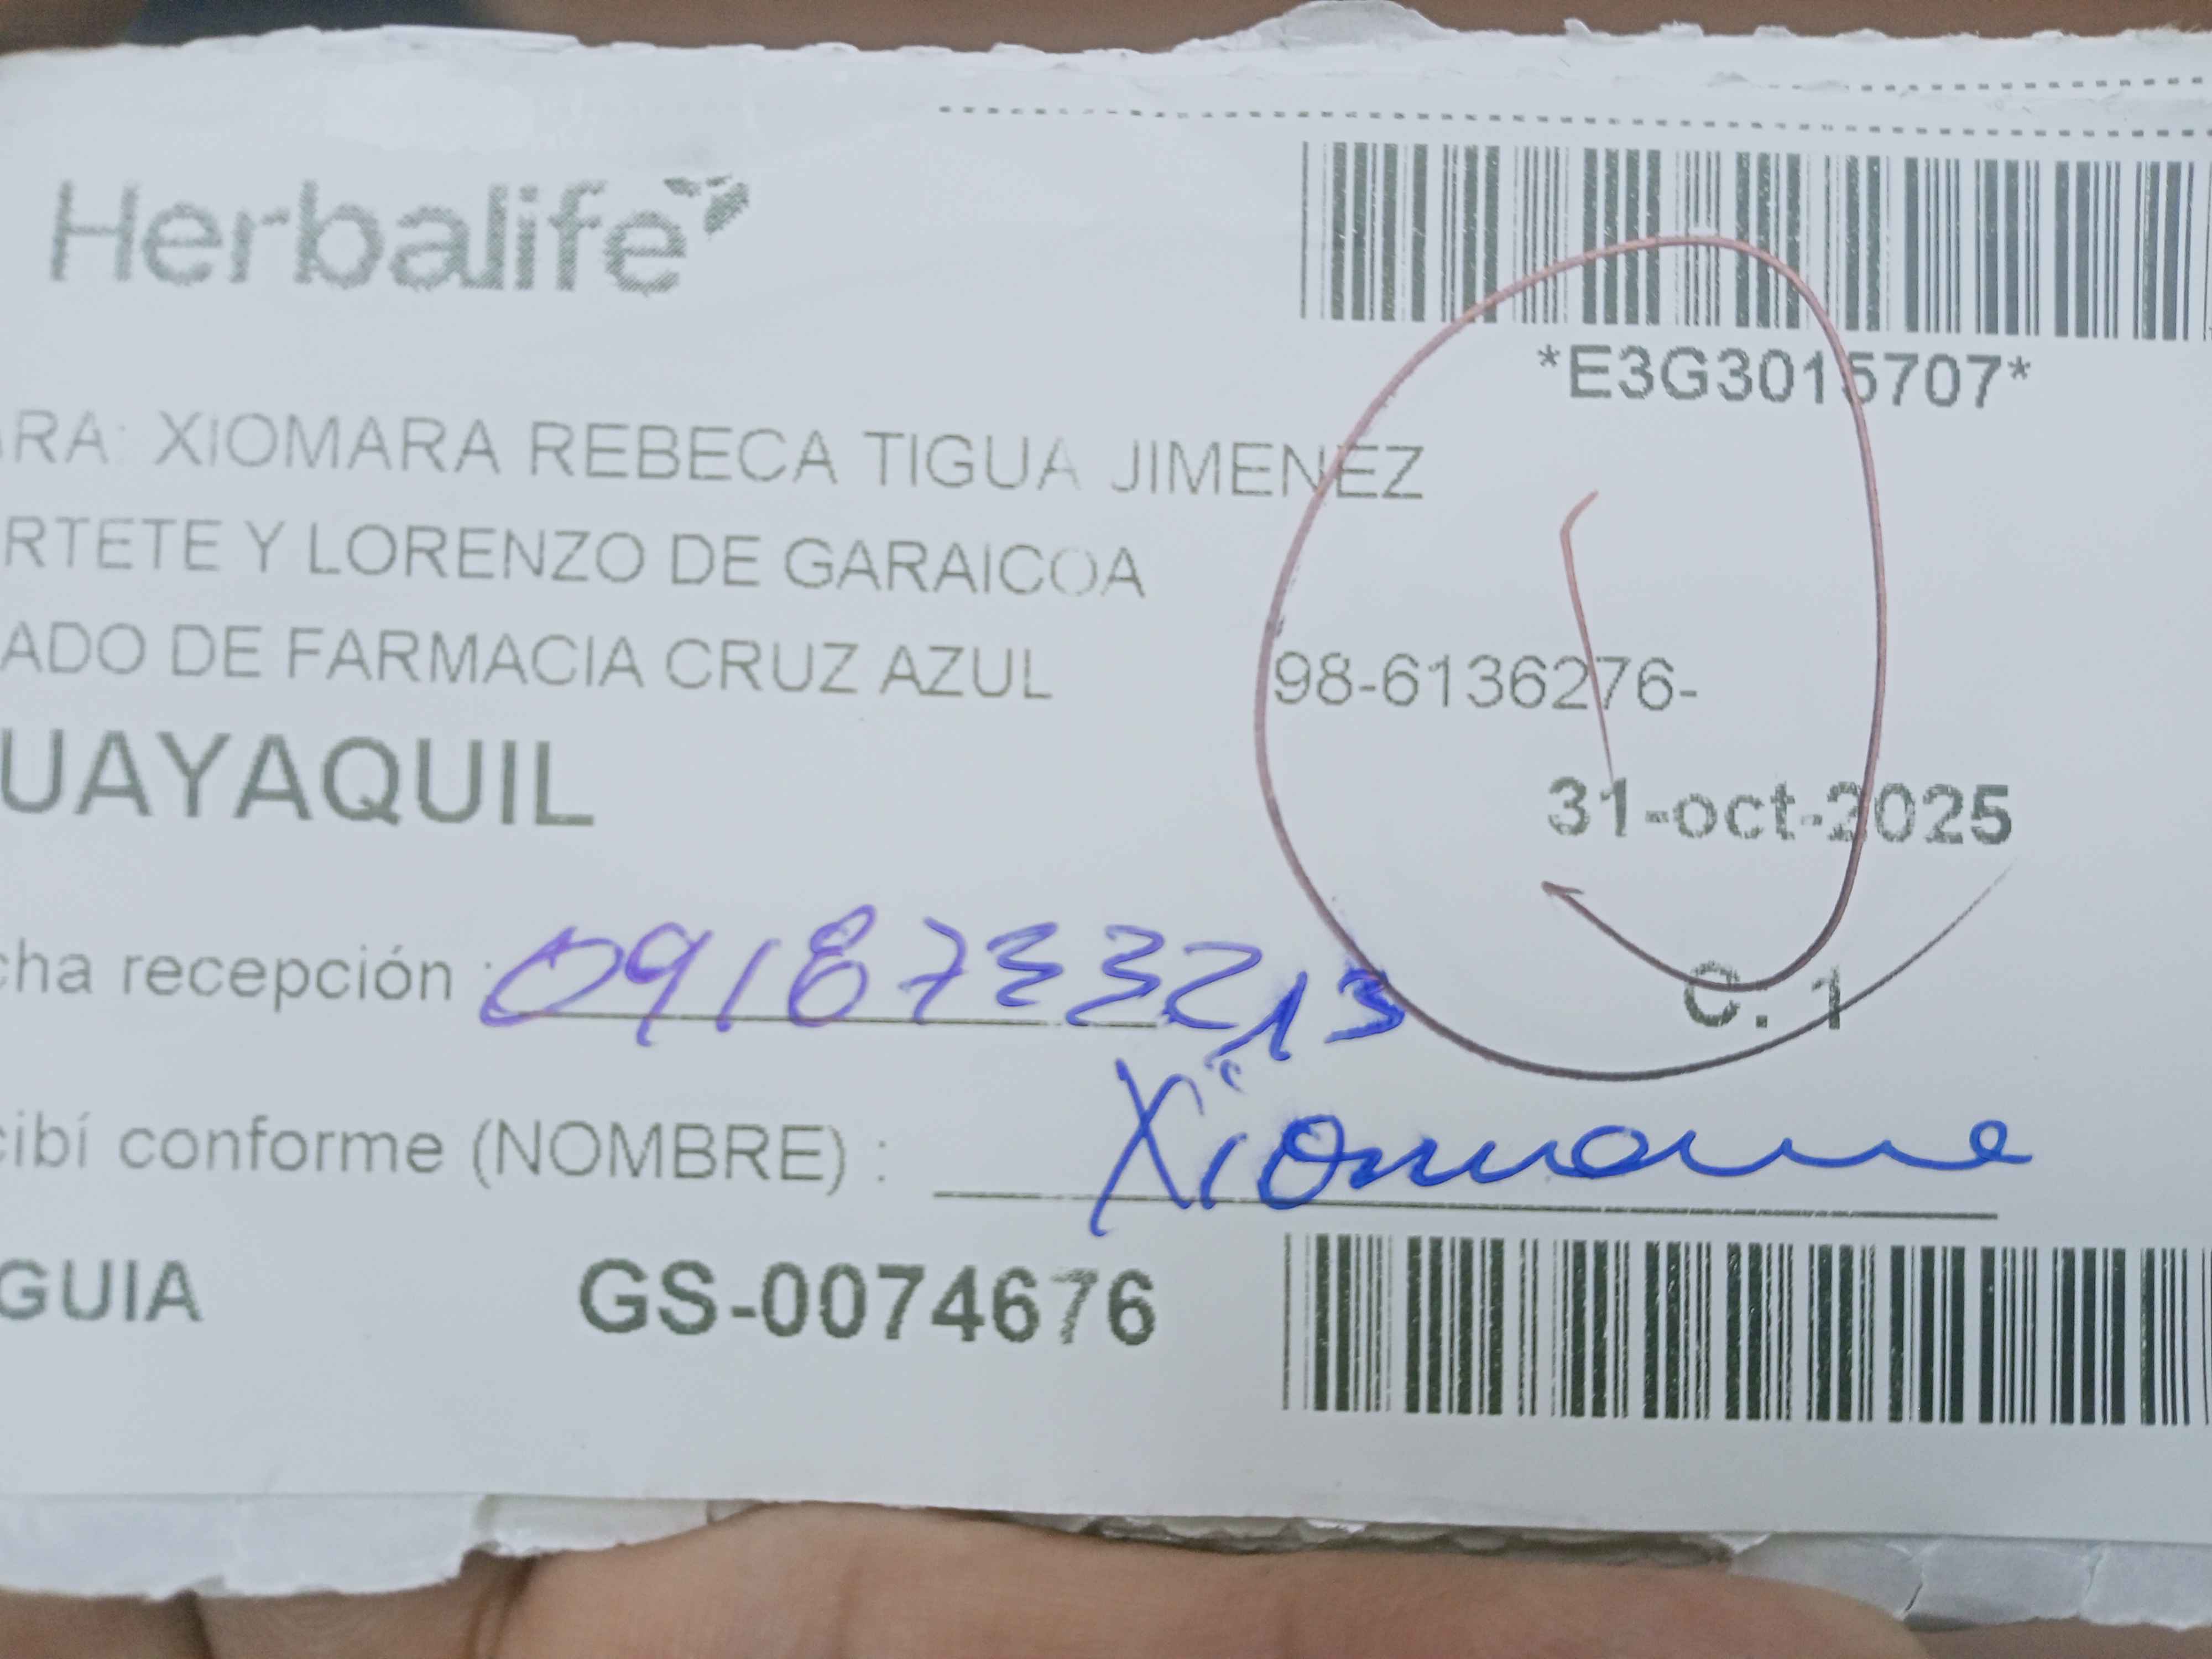 Herbalife
*E3G3015707*
ARA: XIOMARA REBECA TIGUA JIMENEZ
RTETE Y LORENZO DE GARAICOA
ADO DE FARMACIA CRUZ AZUL 98-6136276-
UAYAQUIL
31-oct-2025
cha recepción : 0918733213
C. 1
cibí conforme (NOMBRE) : Xiomara
GUIA GS-0074676